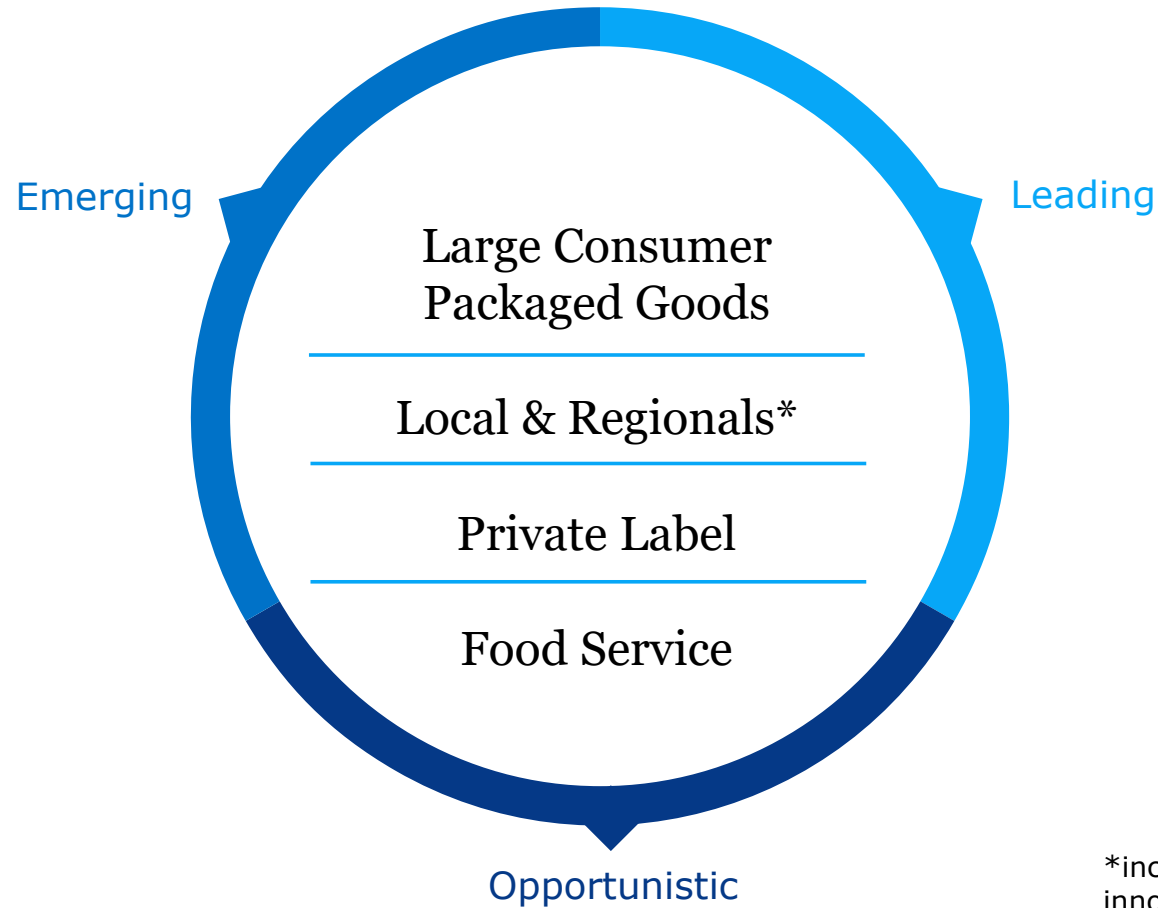 Emerging
Leading
Large Consumer
Packaged Goods
Local & Regionals*
Private Label
Food Service
Opportunistic